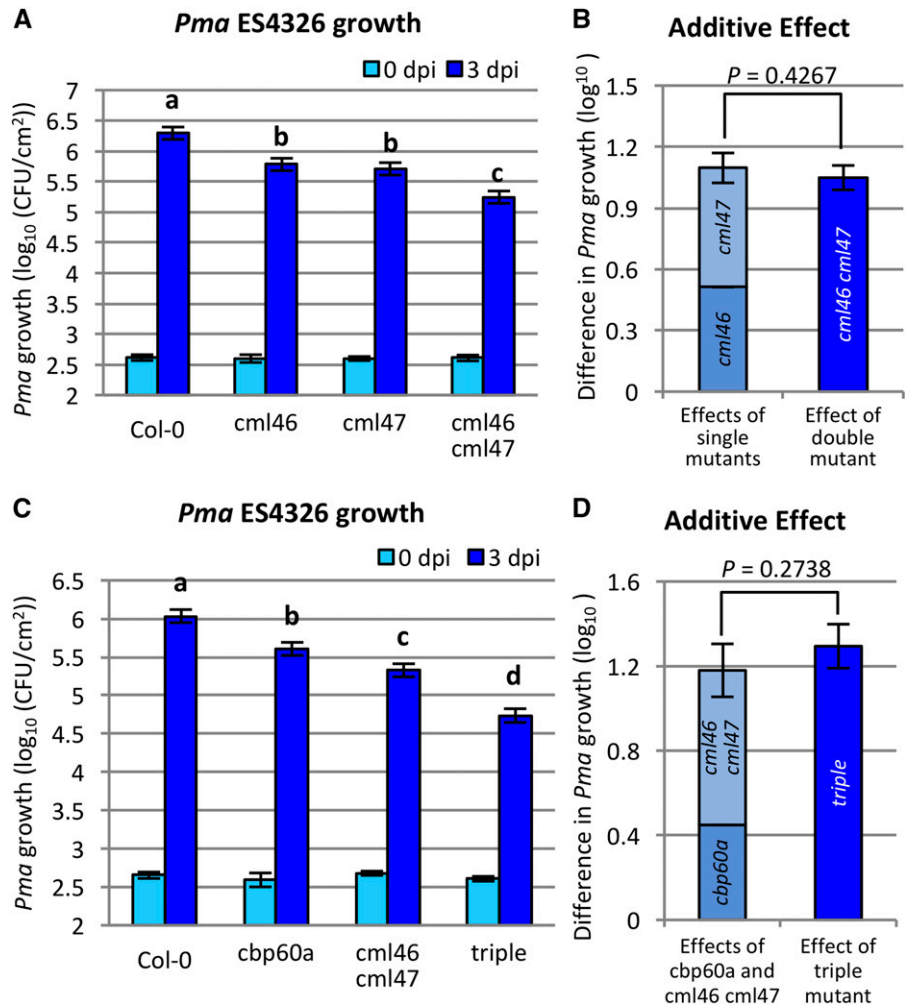 A
Pma ES4326 growth
0 dpi 3 dpi
Pma growth (log10 (CFU/cm2))
7
6.5
6
5.5
5
4.5
4
3.5
3
2.5
2
a
b
b
c
Col-0
cml46
cml47
cml46
cml47
B
Additive Effect
P = 0.4267
Difference in Pma growth (log10)
1.5
1.2
0.9
0.6
0.3
0
cml47
cml46
cml46 cml47
Effects of
single
mutants
Effect of
double
mutant
C
Pma ES4326 growth
0 dpi 3 dpi
Pma growth (log10 (CFU/cm2))
6.5
6
5.5
5
4.5
4
3.5
3
2.5
2
a
b
c
d
Col-0
cbp60a
cml46
cml47
triple
D
Additive Effect
P = 0.2738
Difference in Pma growth (log10)
1.6
1.2
0.8
0.4
0
cml46
cml47
cbp60a
triple
Effects of
cbp60a and
cml46 cml47
Effect of
triple
mutant